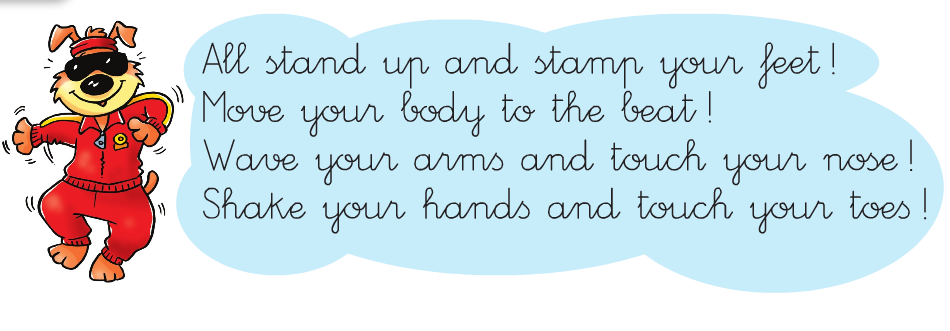 All stand up and stamp your feet!
Move your body to the beat!
Wave your arms and touch your nose!
Shake your hands and touch your toes!